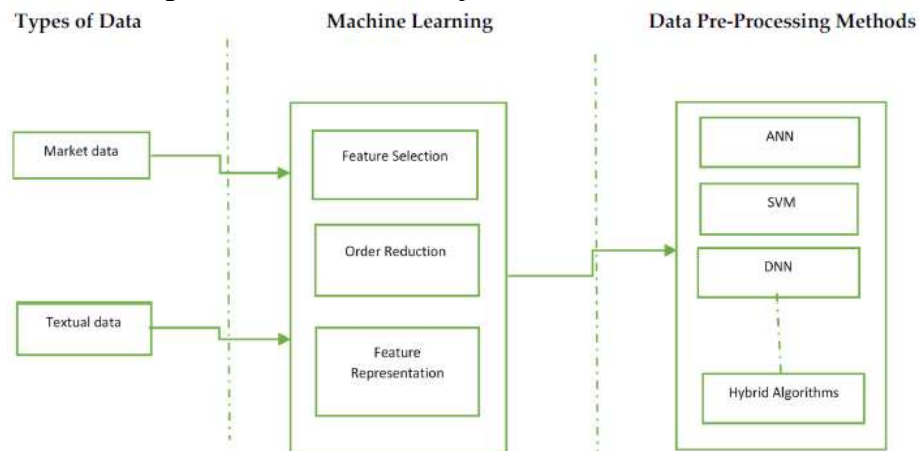 Types of Data
Machine Learning
Data Pre-Processing Methods
Market data
Textual data
Feature Selection
Order Reduction
Feature
Representation
ANN
SVM
DNN
Hybrid Algorithms